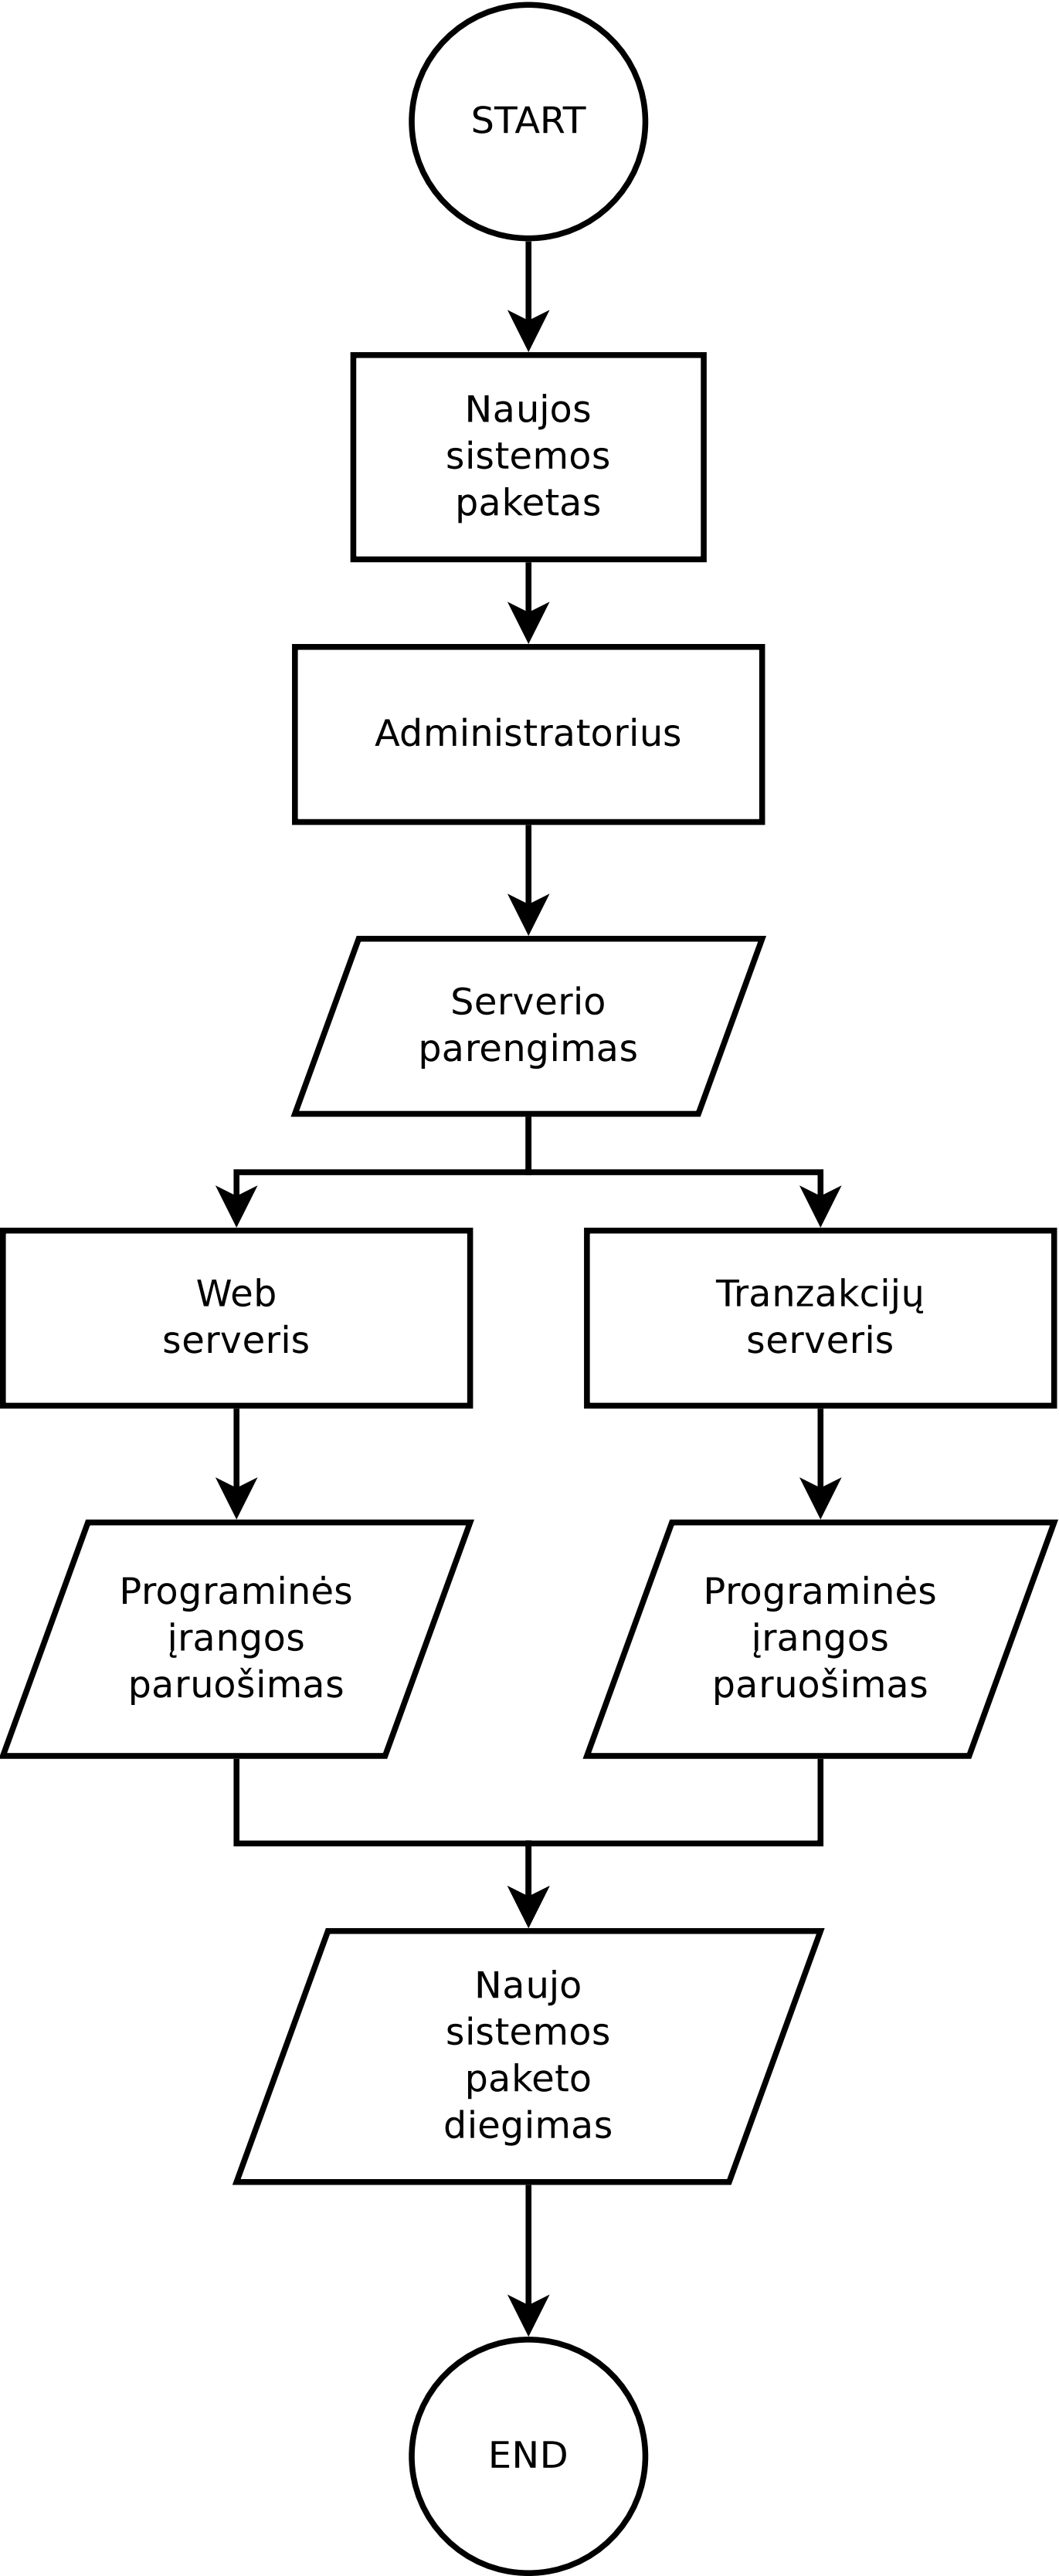 START
Naujos
sistemos
paketas
Administratorius
Serverio
parengimas
Web
serveris
Tranzakcijų
serveris
Programinės
įrangos
paruošimas
Programinės
įrangos
paruošimas
Naujo
sistemos
paketo
diegimas
END